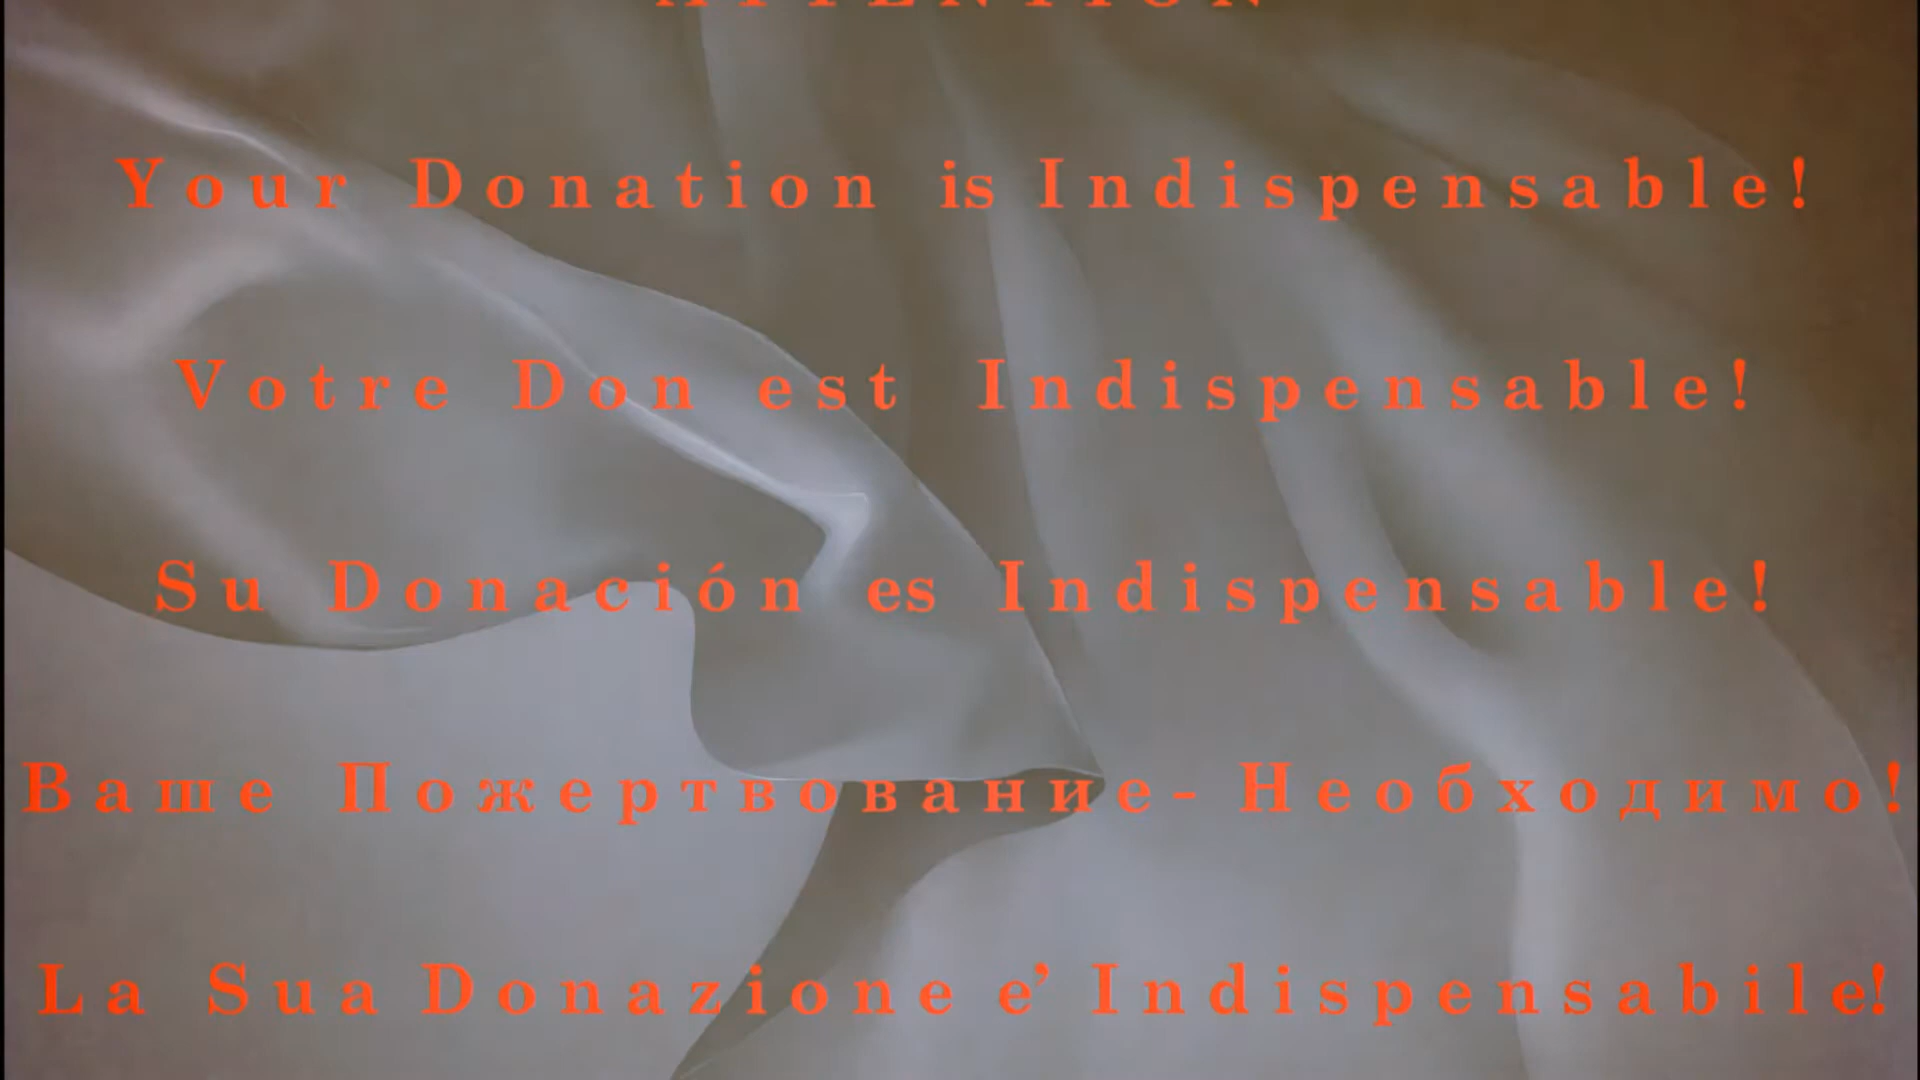 ATTENTION
Your Donation is Indispensable!
Votre Don est Indispensable!
Su Donación es Indispensable!
Ваше Пожертвование- Необходимо!
La Sua Donazione e’ Indispensabile!